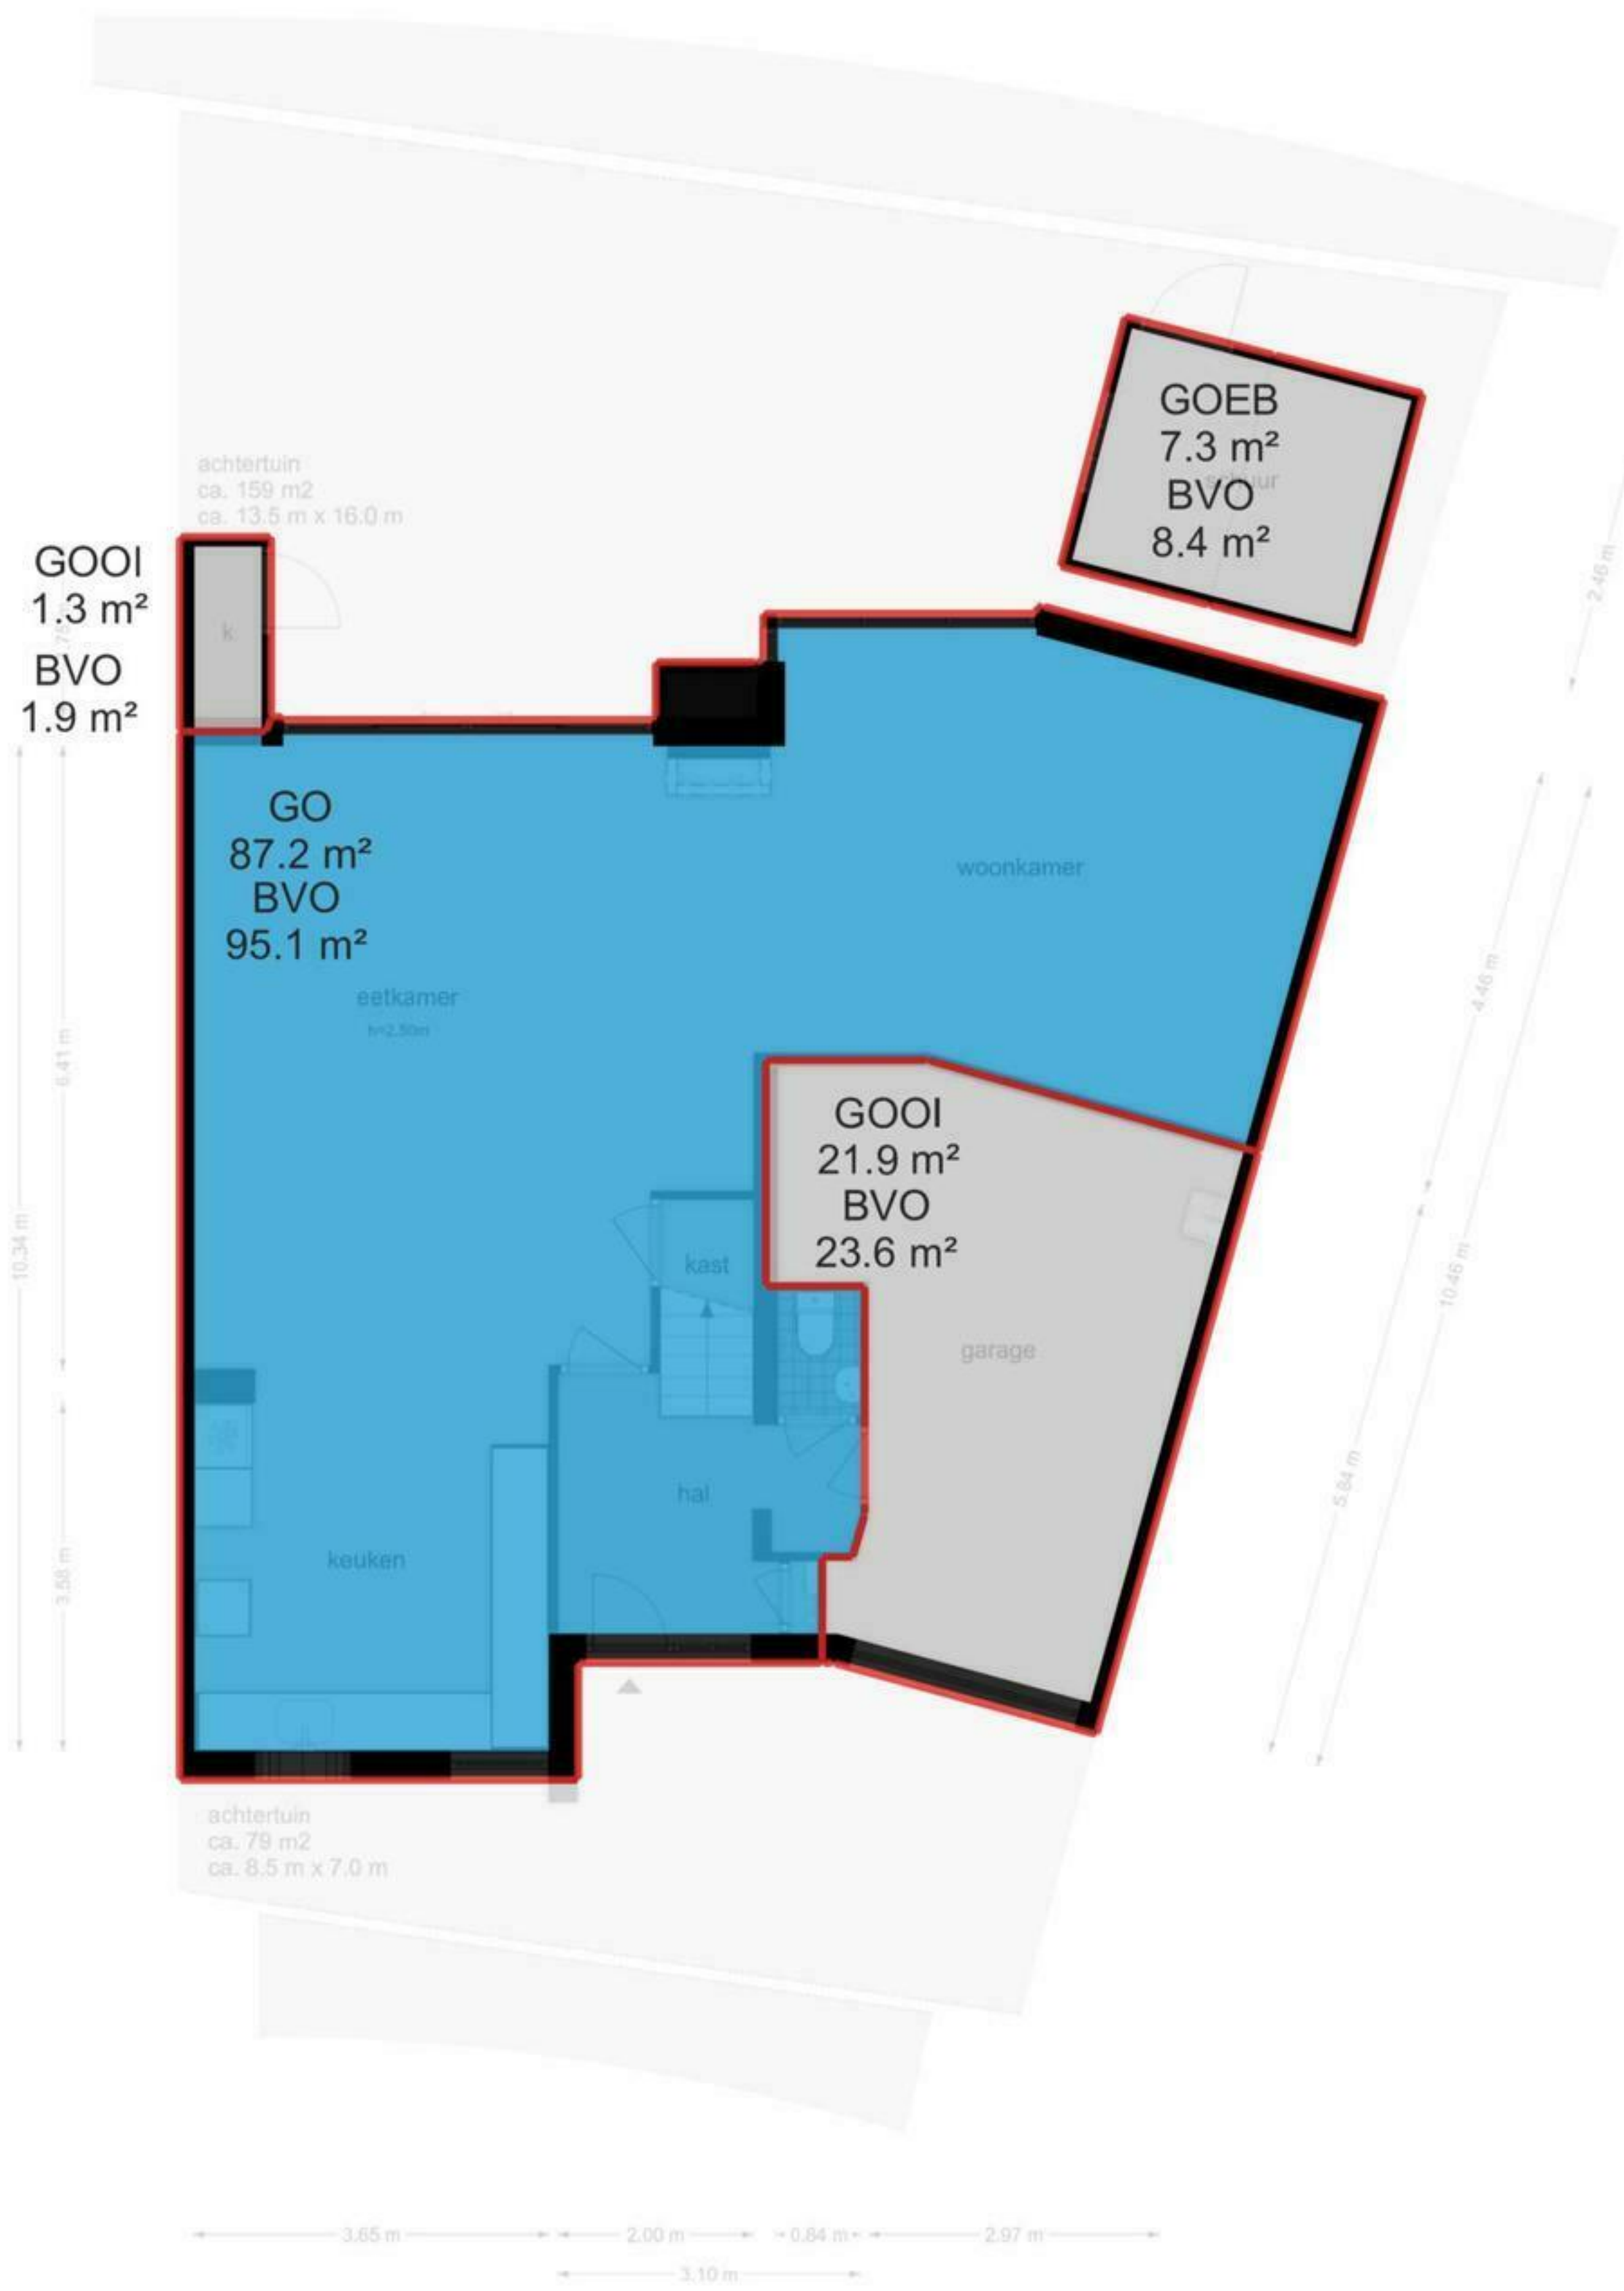 GOEB
7.3 m²
schuur
BVO
8.4 m²
achtertuin
ca. 159 m2
ca. 13.5 m x 16.0 m
GOOI
1.3 m²
k
BVO
1.9 m²
2.46 m
GO
87.2 m²
BVO
95.1 m²
woonkamer
eetkamer
h=2.50m
4.46 m
6.41 m
GOOI
21.9 m²
BVO
23.6 m²
10.34 m
kast
10.46 m
garage
hal
5.84 m
keuken
3.58 m
achtertuin
ca. 79 m2
ca. 8.5 m x 7.0 m
3.65 m
2.00 m
0.84 m
2.97 m
3.10 m